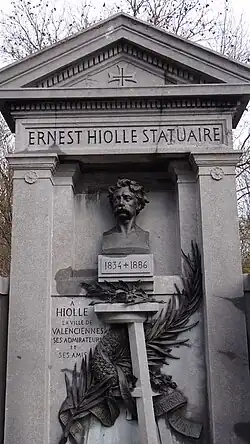 ERNEST HIOLLE STATUAIRE
1834 + 1886
A
HIOLLE
LA VILLE DE
VALENCIENNES
SES ADMIRATEURS
ET
SES AMIS